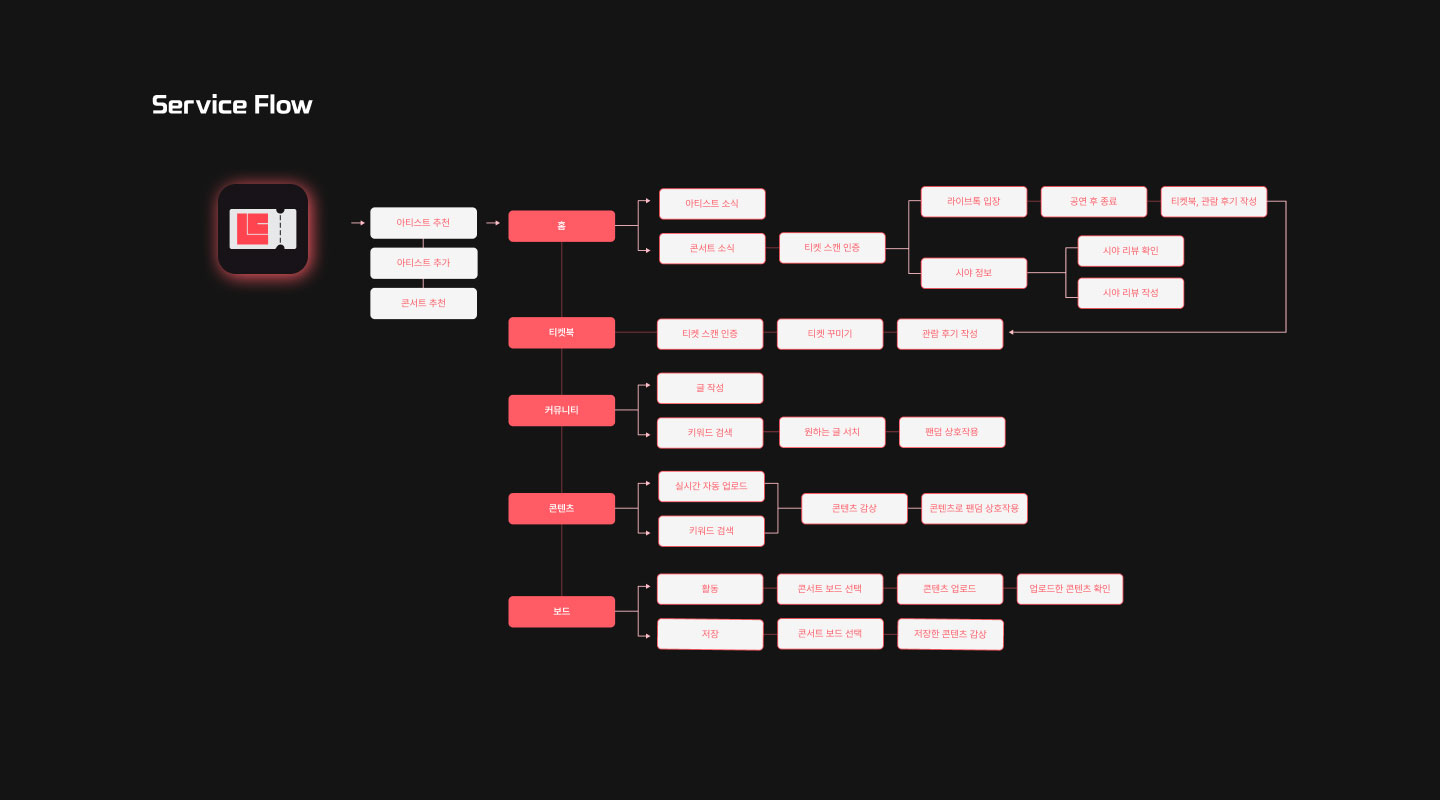 Service Flow
아티스트 추천
아티스트 추가
콘서트 추천
홈
아티스트 소식
콘서트 소식
티켓 스캔 인증
라이브톡 입장
공연 후 종료
티켓북, 관람 후기 작성
시야 정보
시야 리뷰 확인
시야 리뷰 작성
티켓북
티켓 스캔 인증
티켓 꾸미기
관람 후기 작성
커뮤니티
글 작성
키워드 검색
원하는 글 서치
팬덤 상호작용
콘텐츠
실시간 자동 업로드
키워드 검색
콘텐츠 감상
콘텐츠로 팬덤 상호작용
보드
활동
콘서트 보드 선택
콘텐츠 업로드
업로드한 콘텐츠 확인
저장
콘서트 보드 선택
저장한 콘텐츠 감상